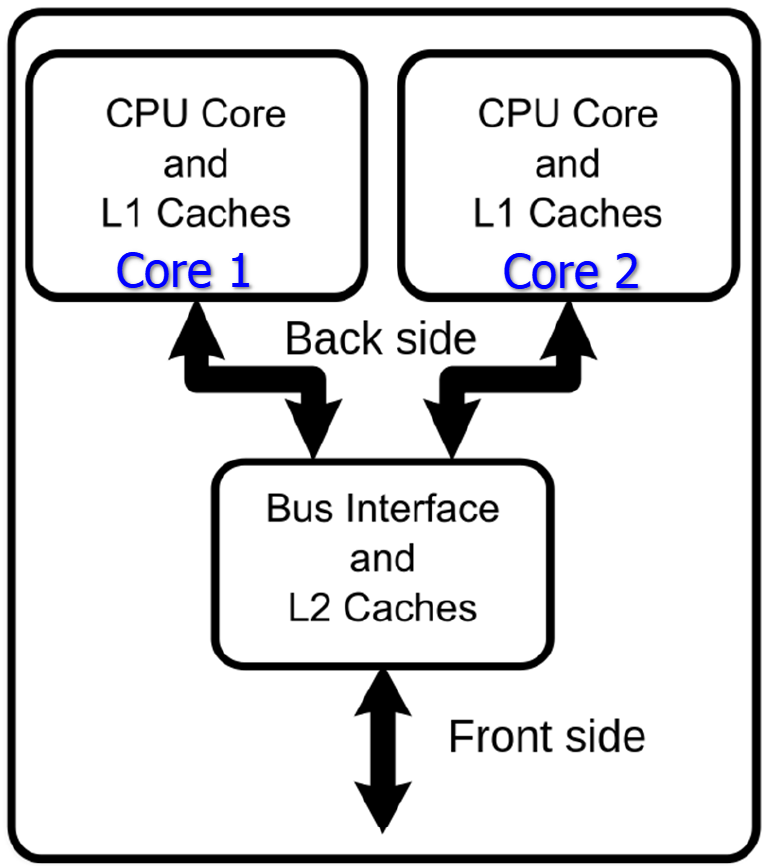 CPU Core
and
L1 Caches
Core 1
CPU Core
and
L1 Caches
Core 2
Back side
Bus Interface
and
L2 Caches
Front side